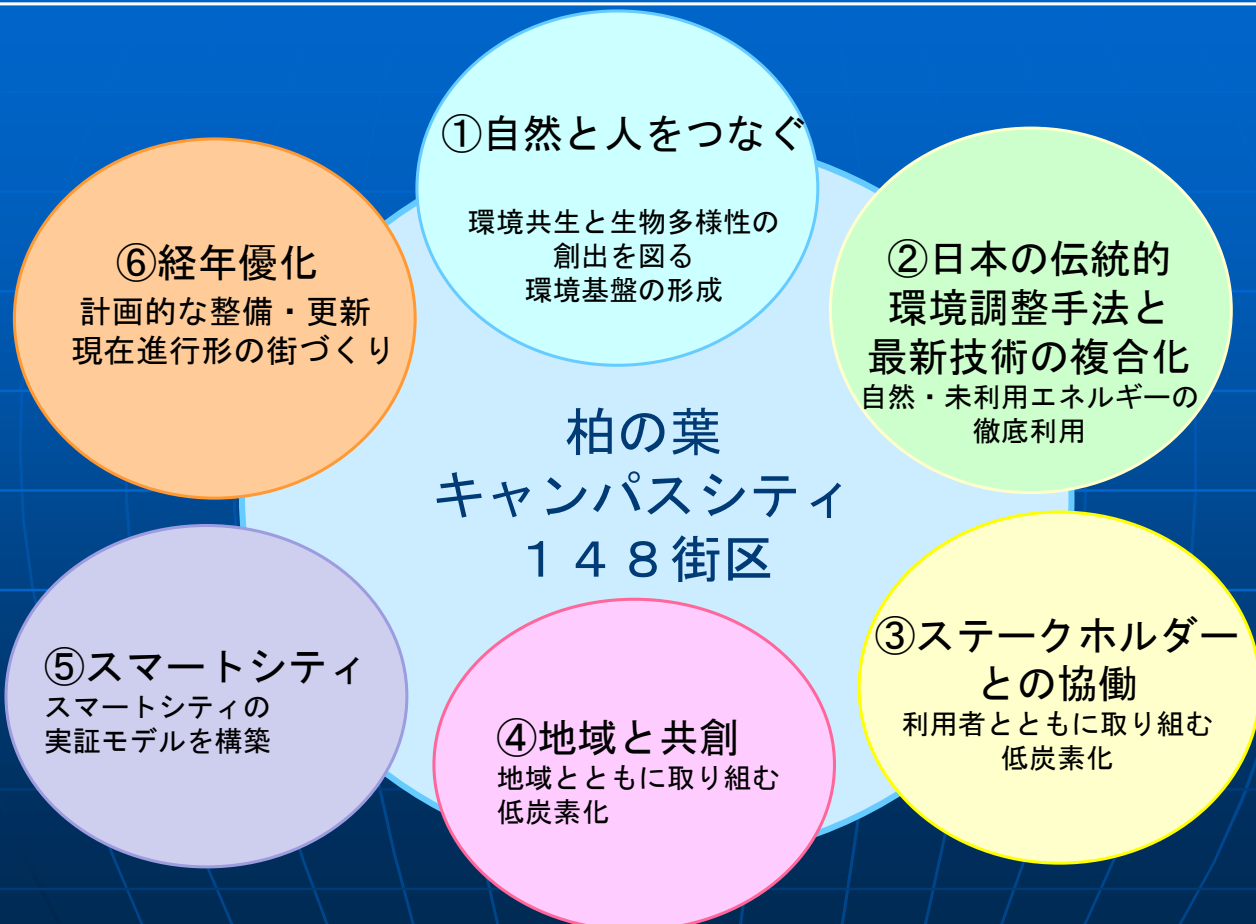 ①自然と人をつなぐ
環境共生と生物多様性の
創出を図る
環境基盤の形成
②日本の伝統的
環境調整手法と
最新技術の複合化
自然・未利用エネルギーの
徹底利用
③ステークホルダー
との協働
利用者とともに取り組む
低炭素化
④地域と共創
地域とともに取り組む
低炭素化
⑤スマートシティ
スマートシティの
実証モデルを構築
⑥経年優化
計画的な整備・更新
現在進行形の街づくり
柏の葉
キャンパスシティ
１４８街区